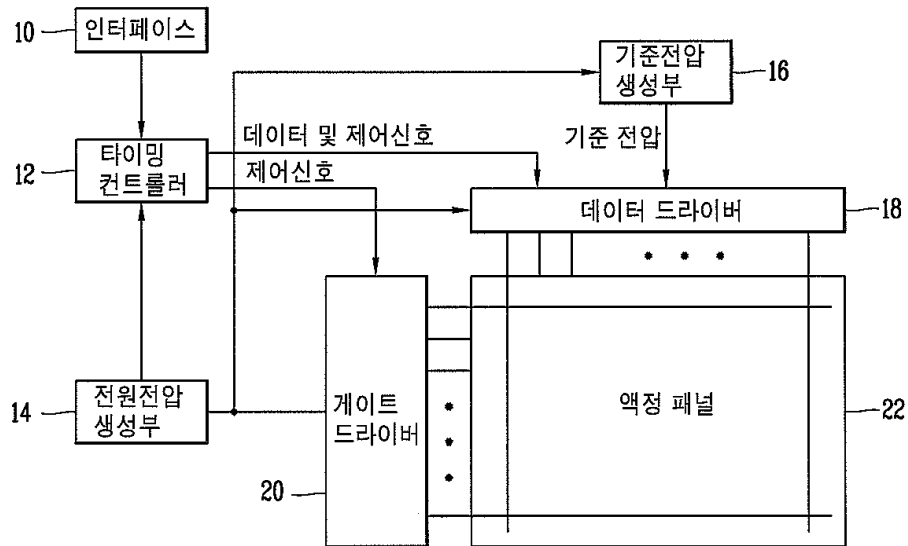 10
인터페이스
기준전압
생성부
16
데이터 및 제어신호
기준 전압
12
타이밍
컨트롤러
제어신호
데이터 드라이버
18
14
전원전압
생성부
게이트
드라이버
액정 패널
22
20